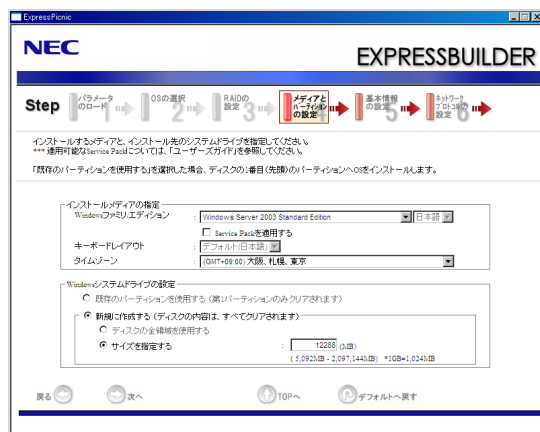 ExpressPicnic
NEC
EXPRESSBUILDER
Step パラメータのロード 1 OSの選択 2 RAIDの設定 3 メディアとパーティションの設定 4 基本情報の設定 5 ネットワークプロトコルの設定 6
インストールするメディアと、インストール先のシステムドライブを指定してください。
*** 適用可能なService Packについては、「ユーザーズガイド」を参照してください。
「既存のパーティションを使用する」を選択した場合、ディスクの1番目(先頭)のパーティションへOSをインストールします。
インストールメディアの指定
Windowsファミリ/エディション : Windows Server 2003 Standard Edition 日本語
Service Packを適用する
キーボードレイアウト : デフォルト(日本語)
タイムゾーン : (GMT+09:00) 大阪、札幌、東京
Windowsシステムドライブの設定
既存のパーティションを使用する (第1パーティションのみクリアされます)
新規に作成する (ディスクの内容は、すべてクリアされます)
ディスクの全領域を使用する
サイズを指定する : 12288 (MB)
( 5,092MB - 2,097,144MB) *1GB=1,024MB
戻る 次へ TOPへ デフォルトへ戻す